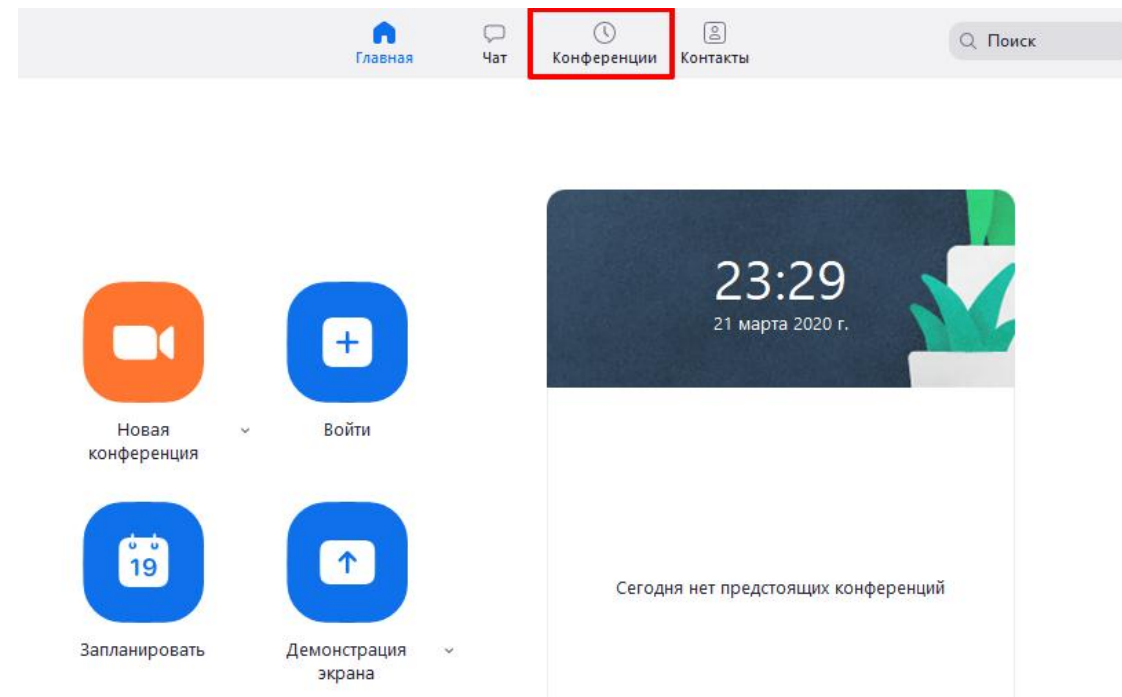 Главная
Чат
Конференции
Контакты
Поиск
23:29
21 марта 2020 г.
Новая
конференция
Войти
19
Запланировать
Демонстрация
экрана
Сегодня нет предстоящих конференций